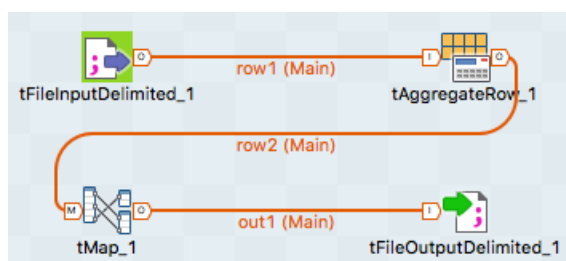 row1 (Main)
tFileInputDelimited_1
tAggregateRow_1
row2 (Main)
out1 (Main)
tMap_1
tFileOutputDelimited_1
O
I
O
M
O
I